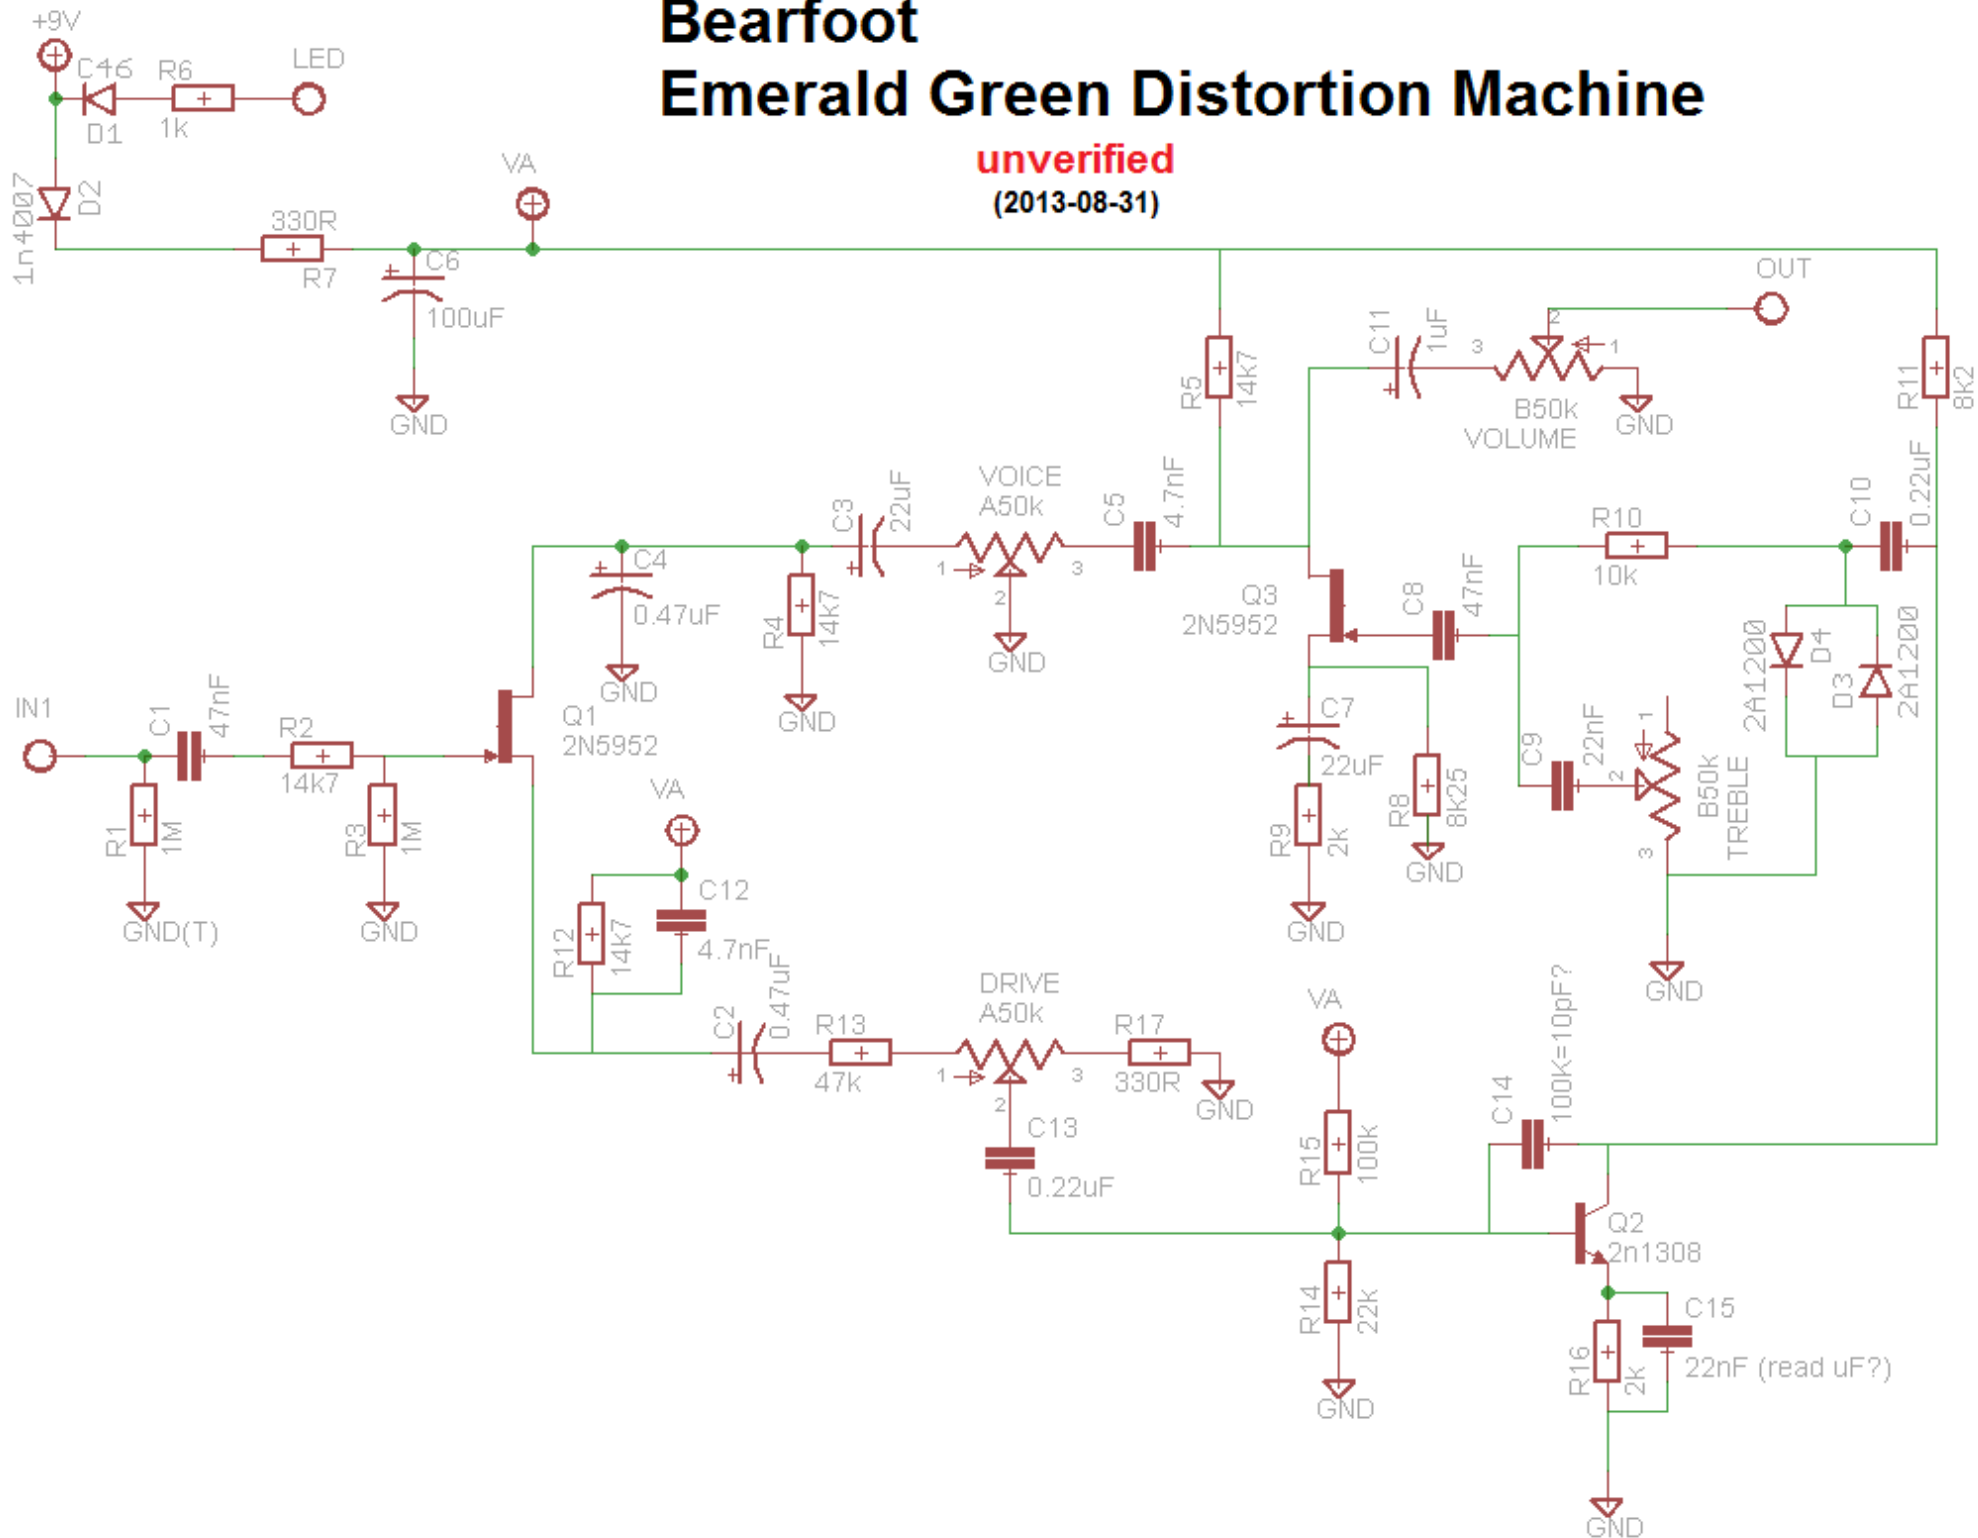 Bearfoot
Emerald Green Distortion Machine
unverified
(2013-08-31)
+9V
C46
R6
LED
D1
1k
1n4007
D2
VA
330R
R7
C6
+
100uF
GND
OUT
R5
14k7
C11
1uF
+
3
2
1
B50k
VOLUME
GND
R11
8k2
VOICE
A50k
C3
22uF
+
1
2
3
GND
C5
4.7nF
C4
+
0.47uF
GND
R4
14k7
GND
Q3
2N5952
C8
47nF
R10
10k
C10
0.22uF
2A1200
D4
D3
2A1200
IN1
C1
47nF
R2
14k7
Q1
2N5952
R1
1M
GND(T)
R3
1M
GND
C7
+
22uF
R9
2k
GND
R8
8k25
GND
C9
22nF
2
1
3
B50k
TREBLE
GND
VA
C12
4.7nF
R12
14k7
C2
0.47uF
+
R13
47k
DRIVE
A50k
1
2
3
R17
330R
GND
C13
0.22uF
VA
R15
100k
C14
100K=10pF?
R14
22k
GND
Q2
2n1308
C15
22nF (read uF?)
R16
2k
GND